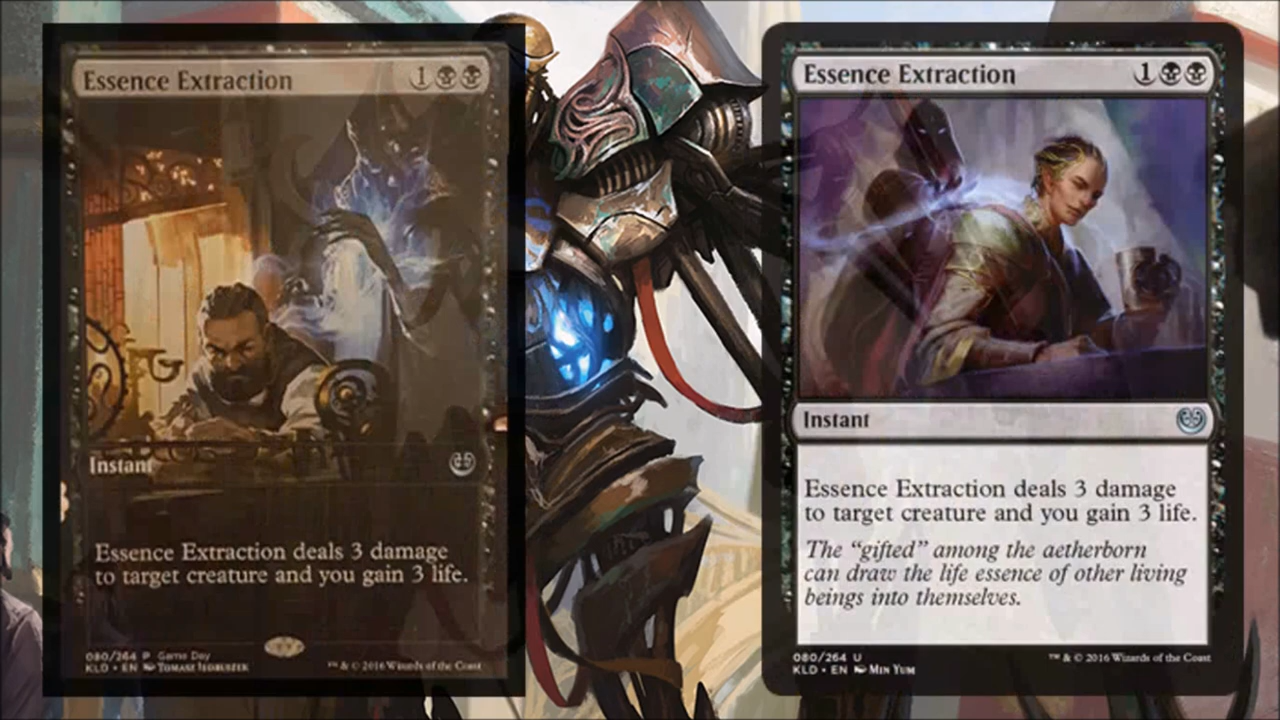 Essence Extraction 1
Instant
Essence Extraction deals 3 damage
to target creature and you gain 3 life.
080/264 P Game Day
KLD • EN Tomasz Jedruszek
™ & © 2016 Wizards of the Coast
Essence Extraction 1
Instant
Essence Extraction deals 3 damage
to target creature and you gain 3 life.
The "gifted" among the aetherborn
can draw the life essence of other living
beings into themselves.
080/264 U
KLD • EN Min Yum
™ & © 2016 Wizards of the Coast